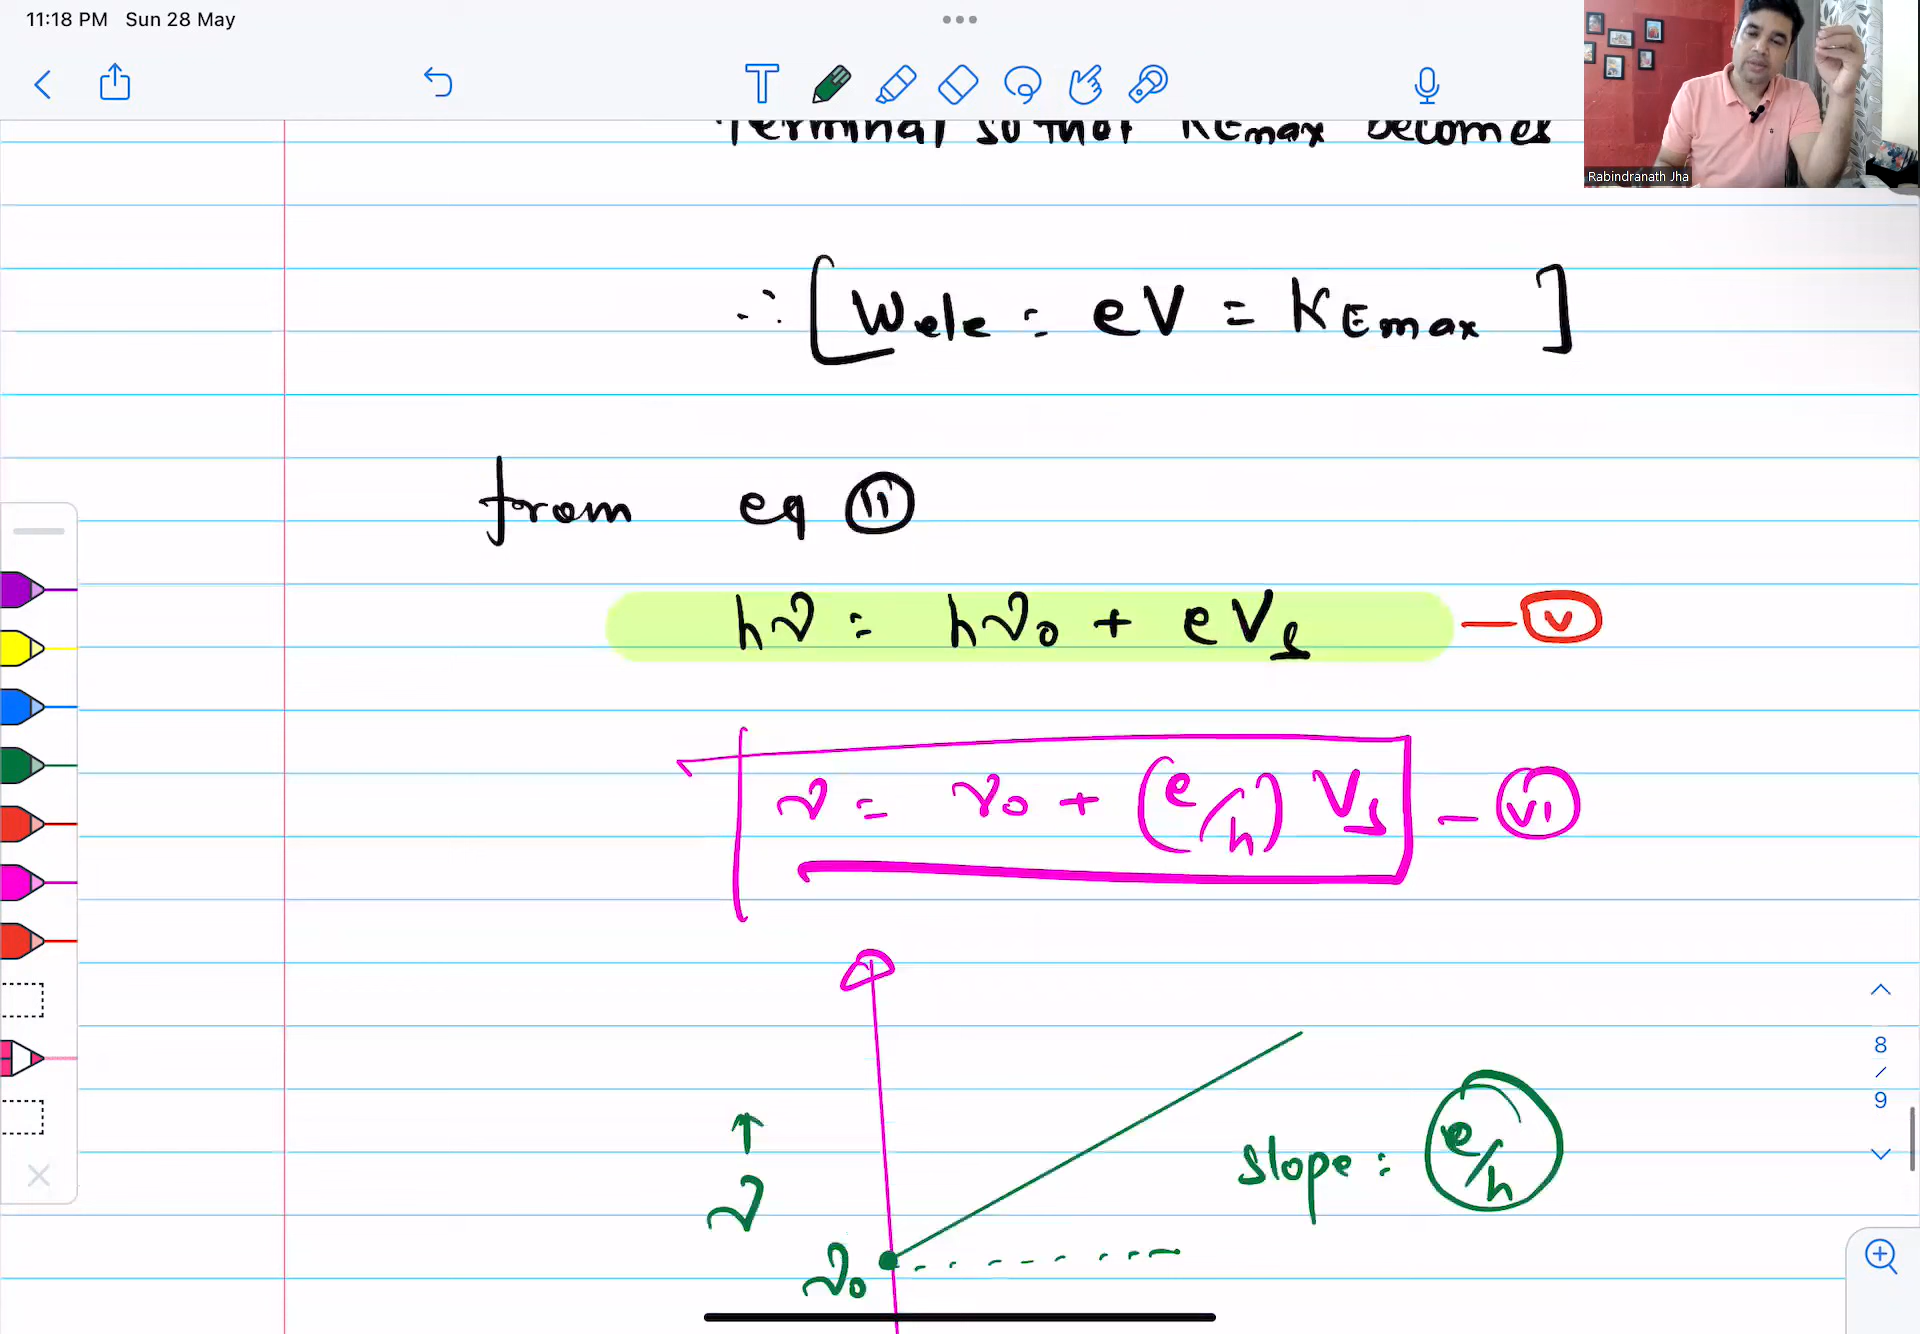 11:18 PM Sun 28 May
Rabindranath Jha
Terminal so that KEmax becomes
∴ [ Wele = eV = KEmax ]
from eq (ii)
hν = hν₀ + eVs — (v)
ν = ν₀ + (e/h) Vs — (vi)
↑
ν
ν₀
slope = e/h
8
/
9